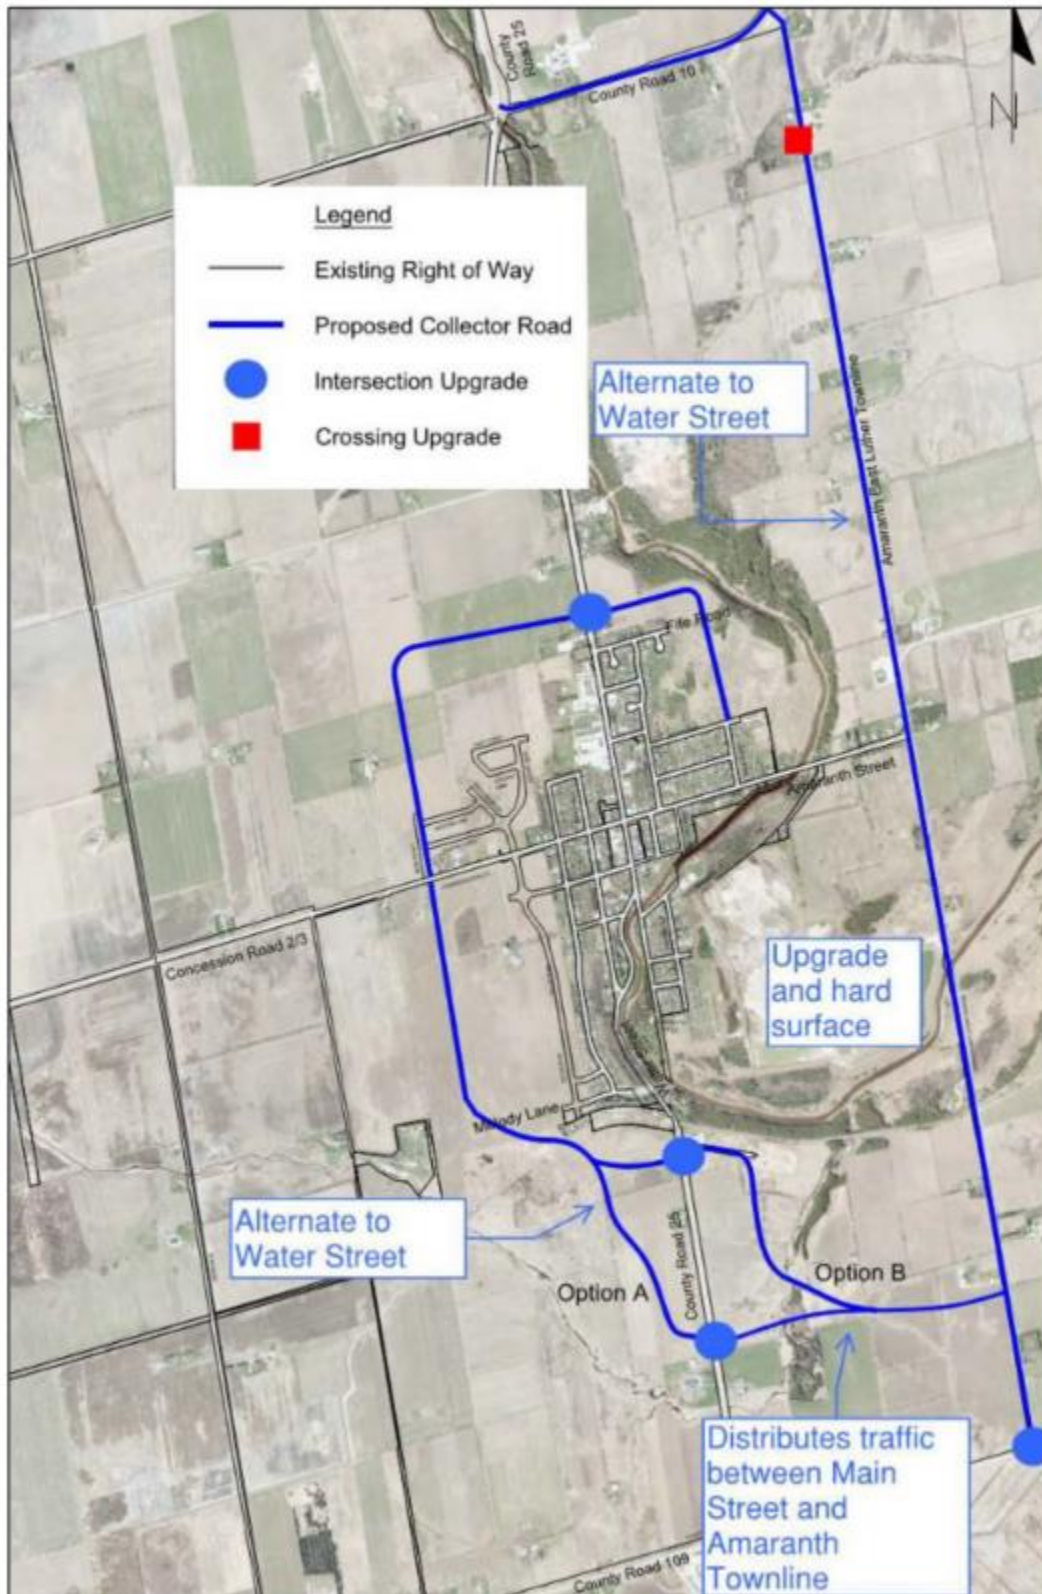 County
Road 25
County Road 10
N
Legend
Existing Right of Way
Proposed Collector Road
Intersection Upgrade
Crossing Upgrade
Alternate to
Water Street
Amaranth East Luther Townline
Fife Road
Amaranth Street
Concession Road 2/3
Upgrade
and hard
surface
Melody Lane
Alternate to
Water Street
County Road 25
Option A
Option B
Distributes traffic
between Main
Street and
Amaranth
Townline
County Road 109